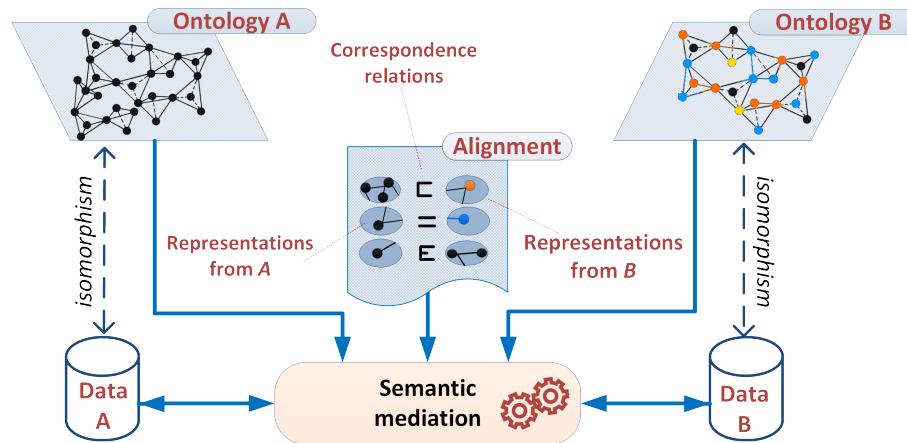 Ontology A
Ontology B
Correspondence
relations
Alignment
isomorphism
isomorphism
⊏
=
E
Representations
from A
Representations
from B
Data
A
Semantic
mediation
Data
B